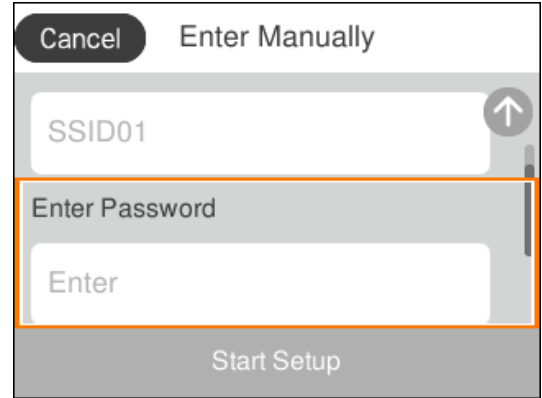 Cancel Enter Manually
SSID01
Enter Password
Enter
Start Setup